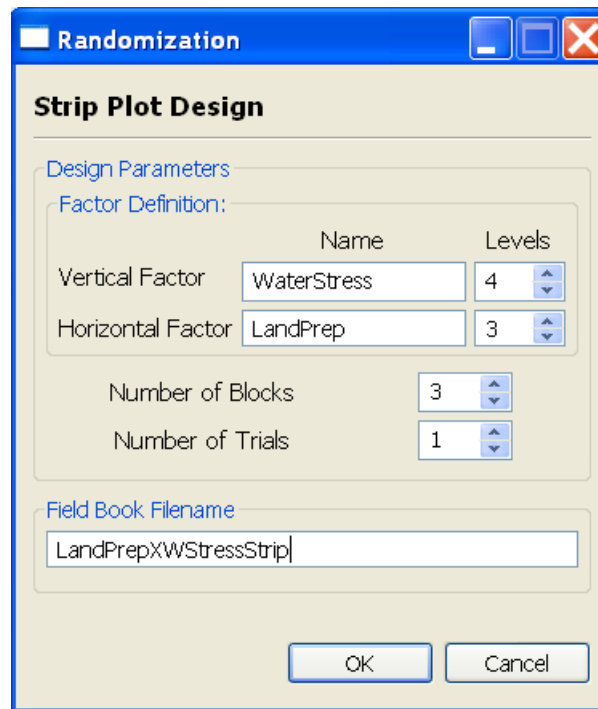 Randomization
Strip Plot Design
Design Parameters
Factor Definition:
Name Levels
Vertical Factor WaterStress 4
Horizontal Factor LandPrep 3
Number of Blocks 3
Number of Trials 1
Field Book Filename
LandPrepXWStressStrip
OK Cancel